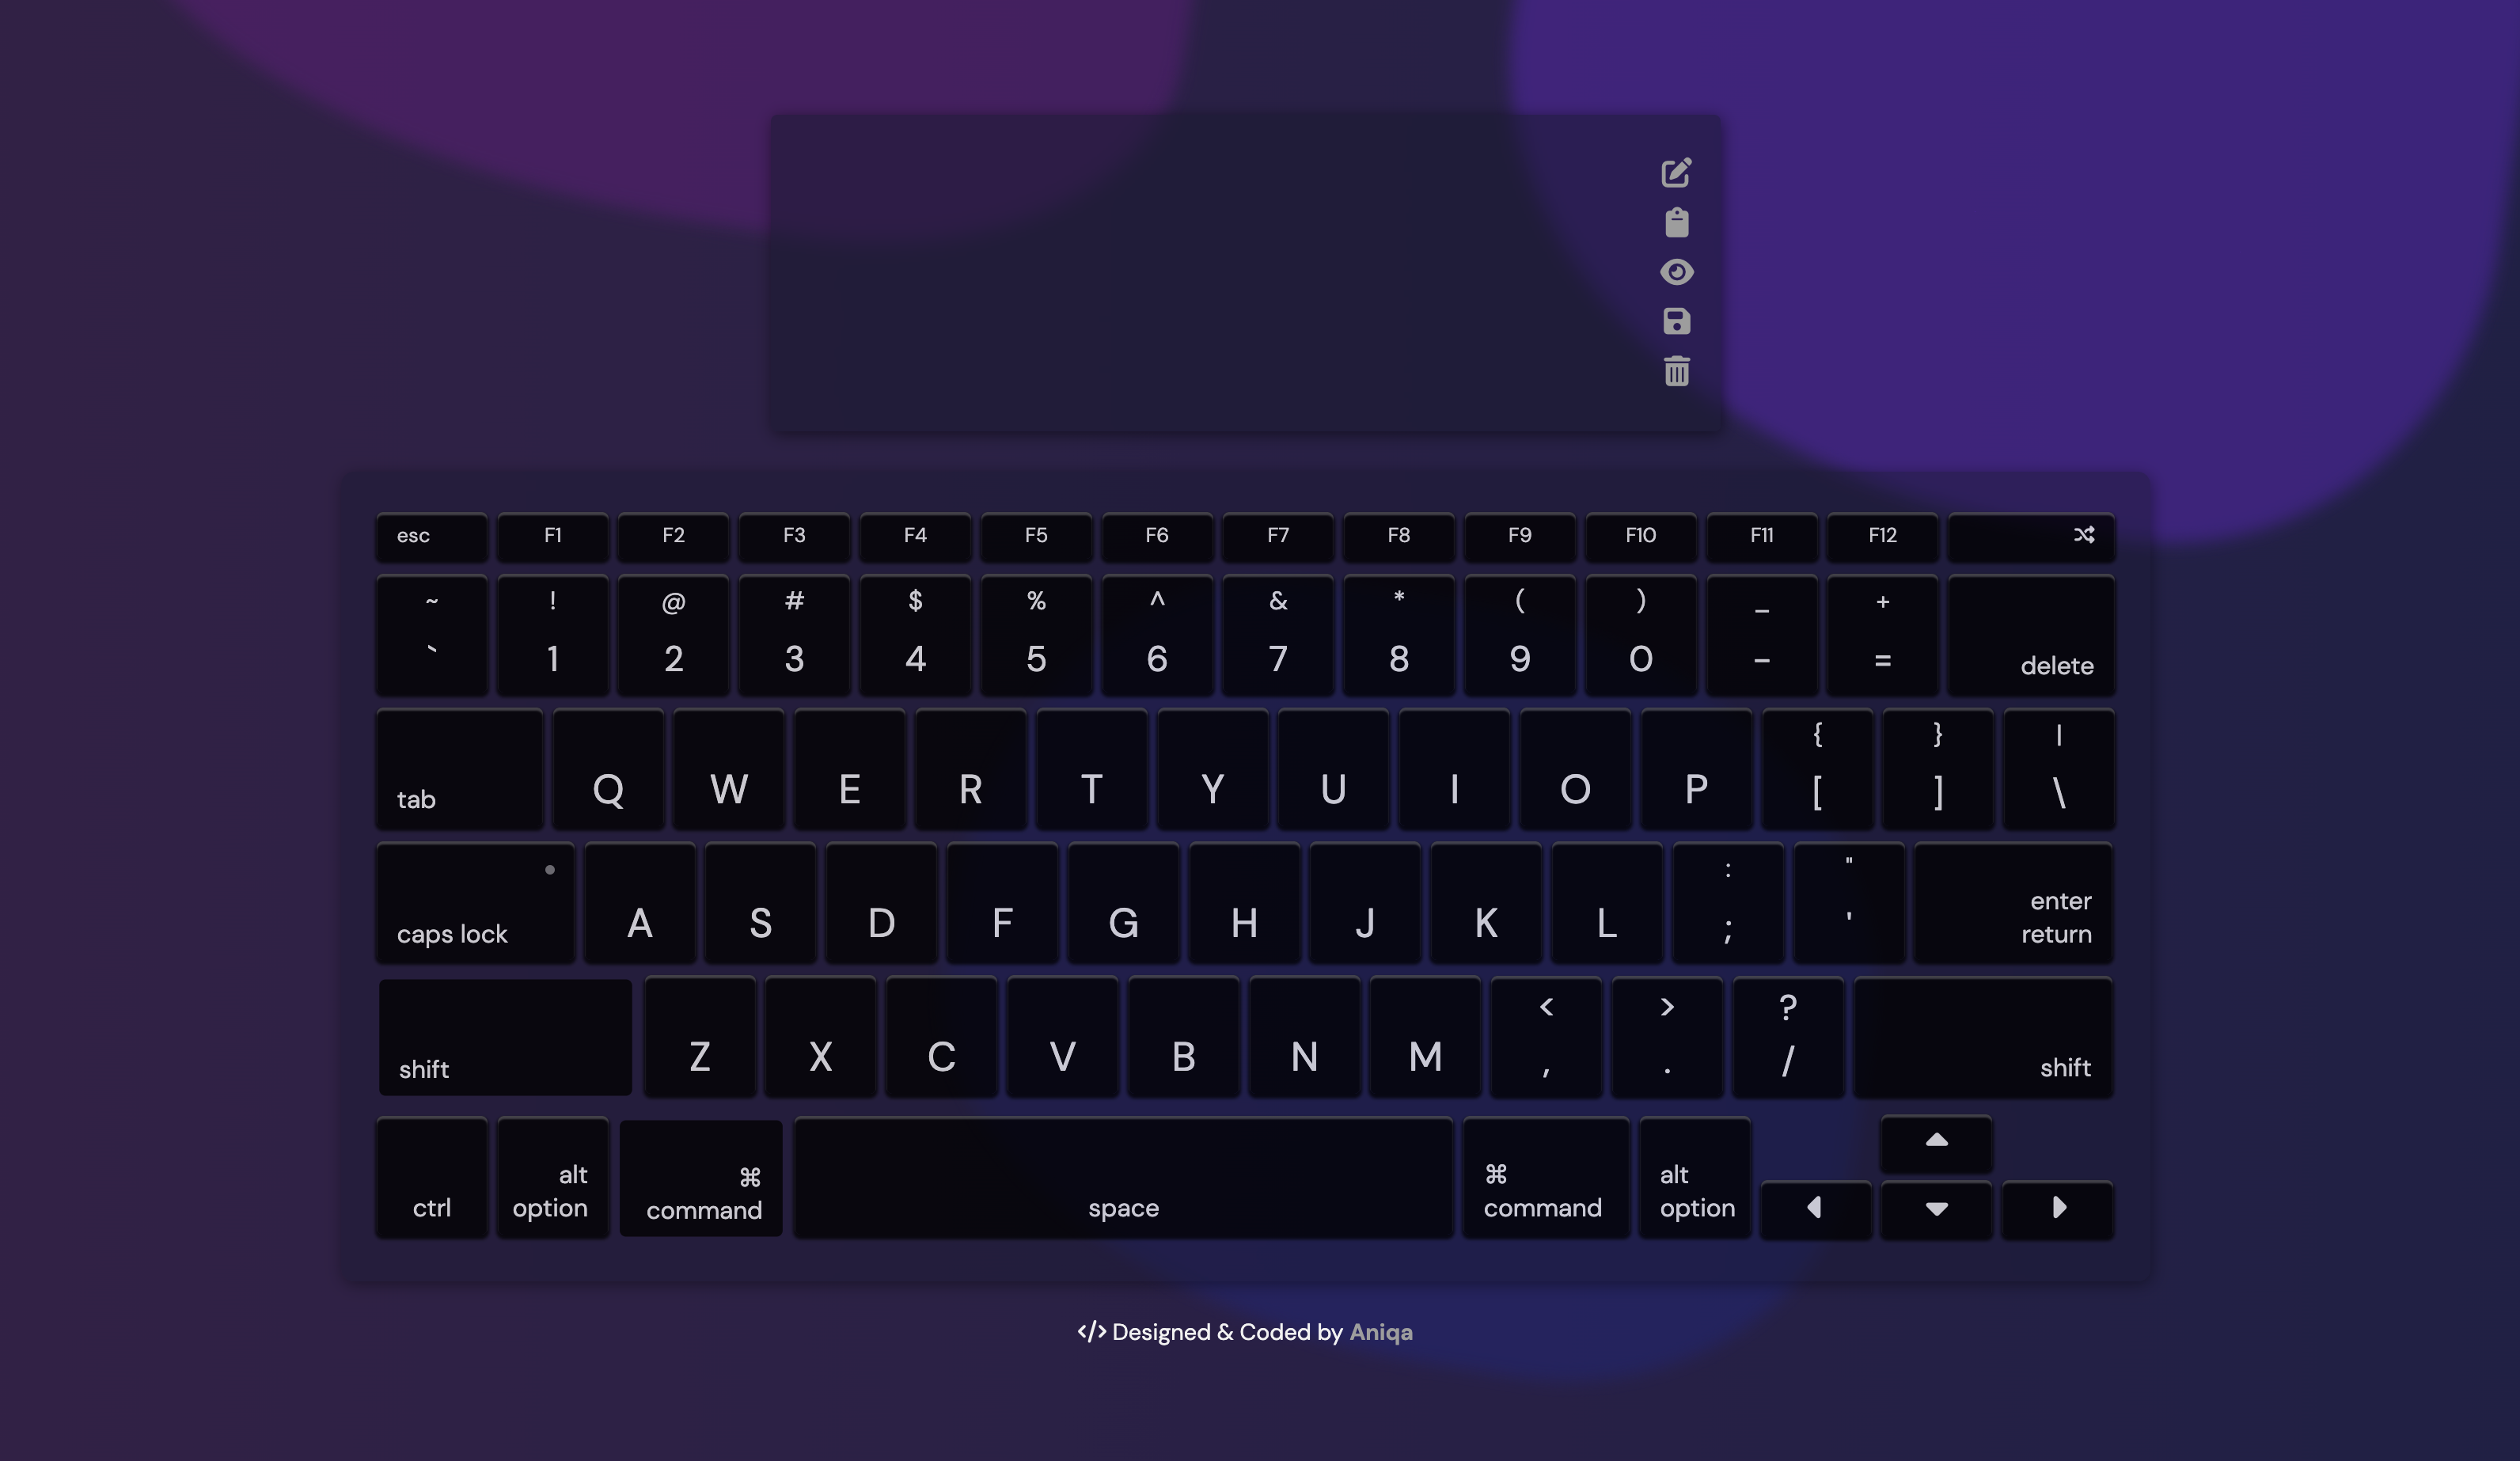 esc F1 F2 F3 F4 F5 F6 F7 F8 F9 F10 F11 F12
~ ! @ # $ % ^ & * ( ) _ +
` 1 2 3 4 5 6 7 8 9 0 - = delete
{ } |
tab Q W E R T Y U I O P [ ] \
: " enter
caps lock A S D F G H J K L ; ' return
< > ?
shift Z X C V B N M , . / shift
alt ⌘ ⌘ alt
ctrl option command space command option
</> Designed & Coded by Aniqa